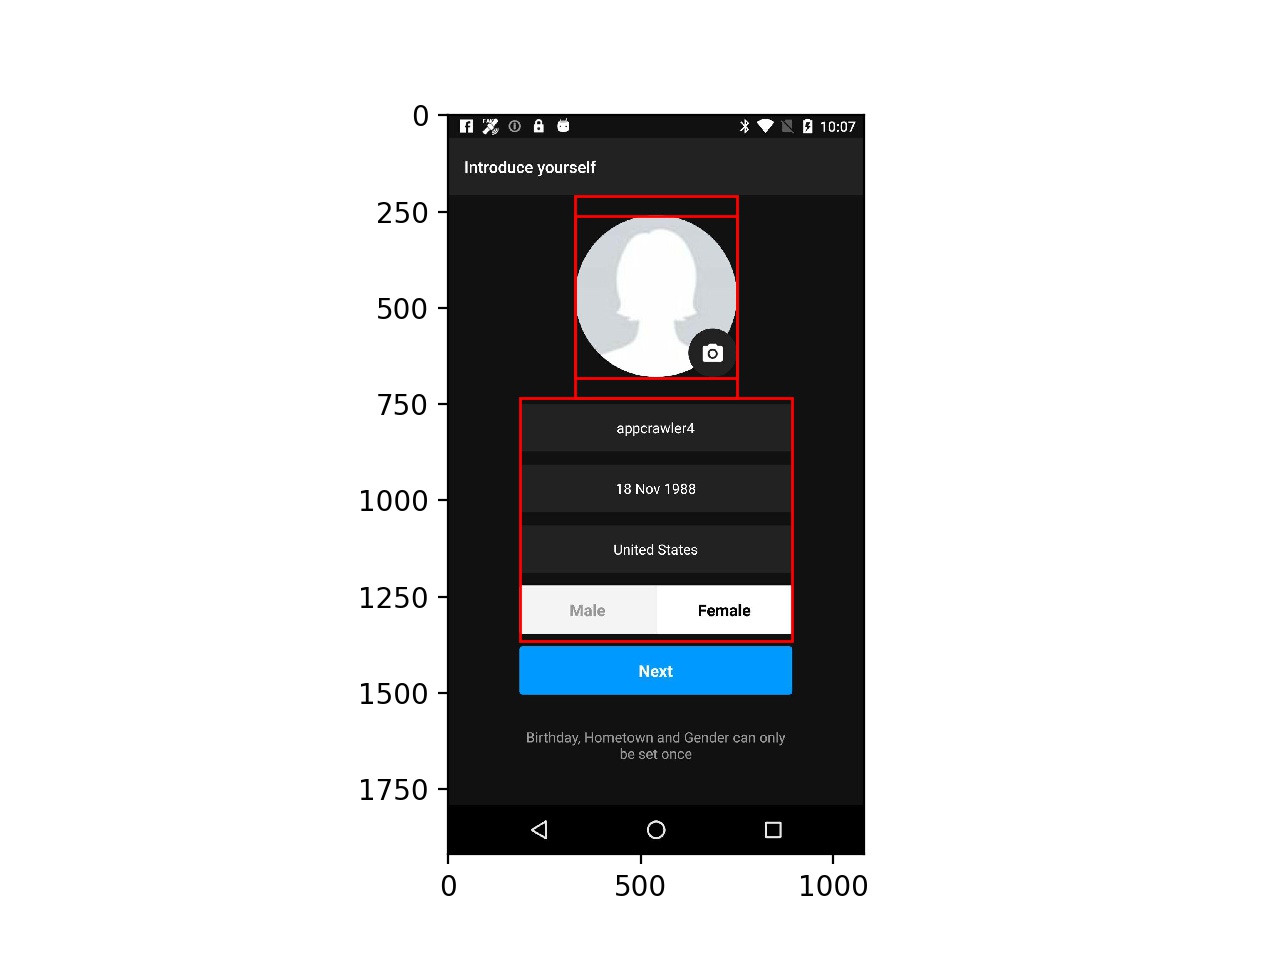 0
250
500
750
1000
1250
1500
1750
10:07
Introduce yourself
appcrawler4
18 Nov 1988
United States
Male Female
Next
Birthday, Hometown and Gender can only
be set once
0 500 1000